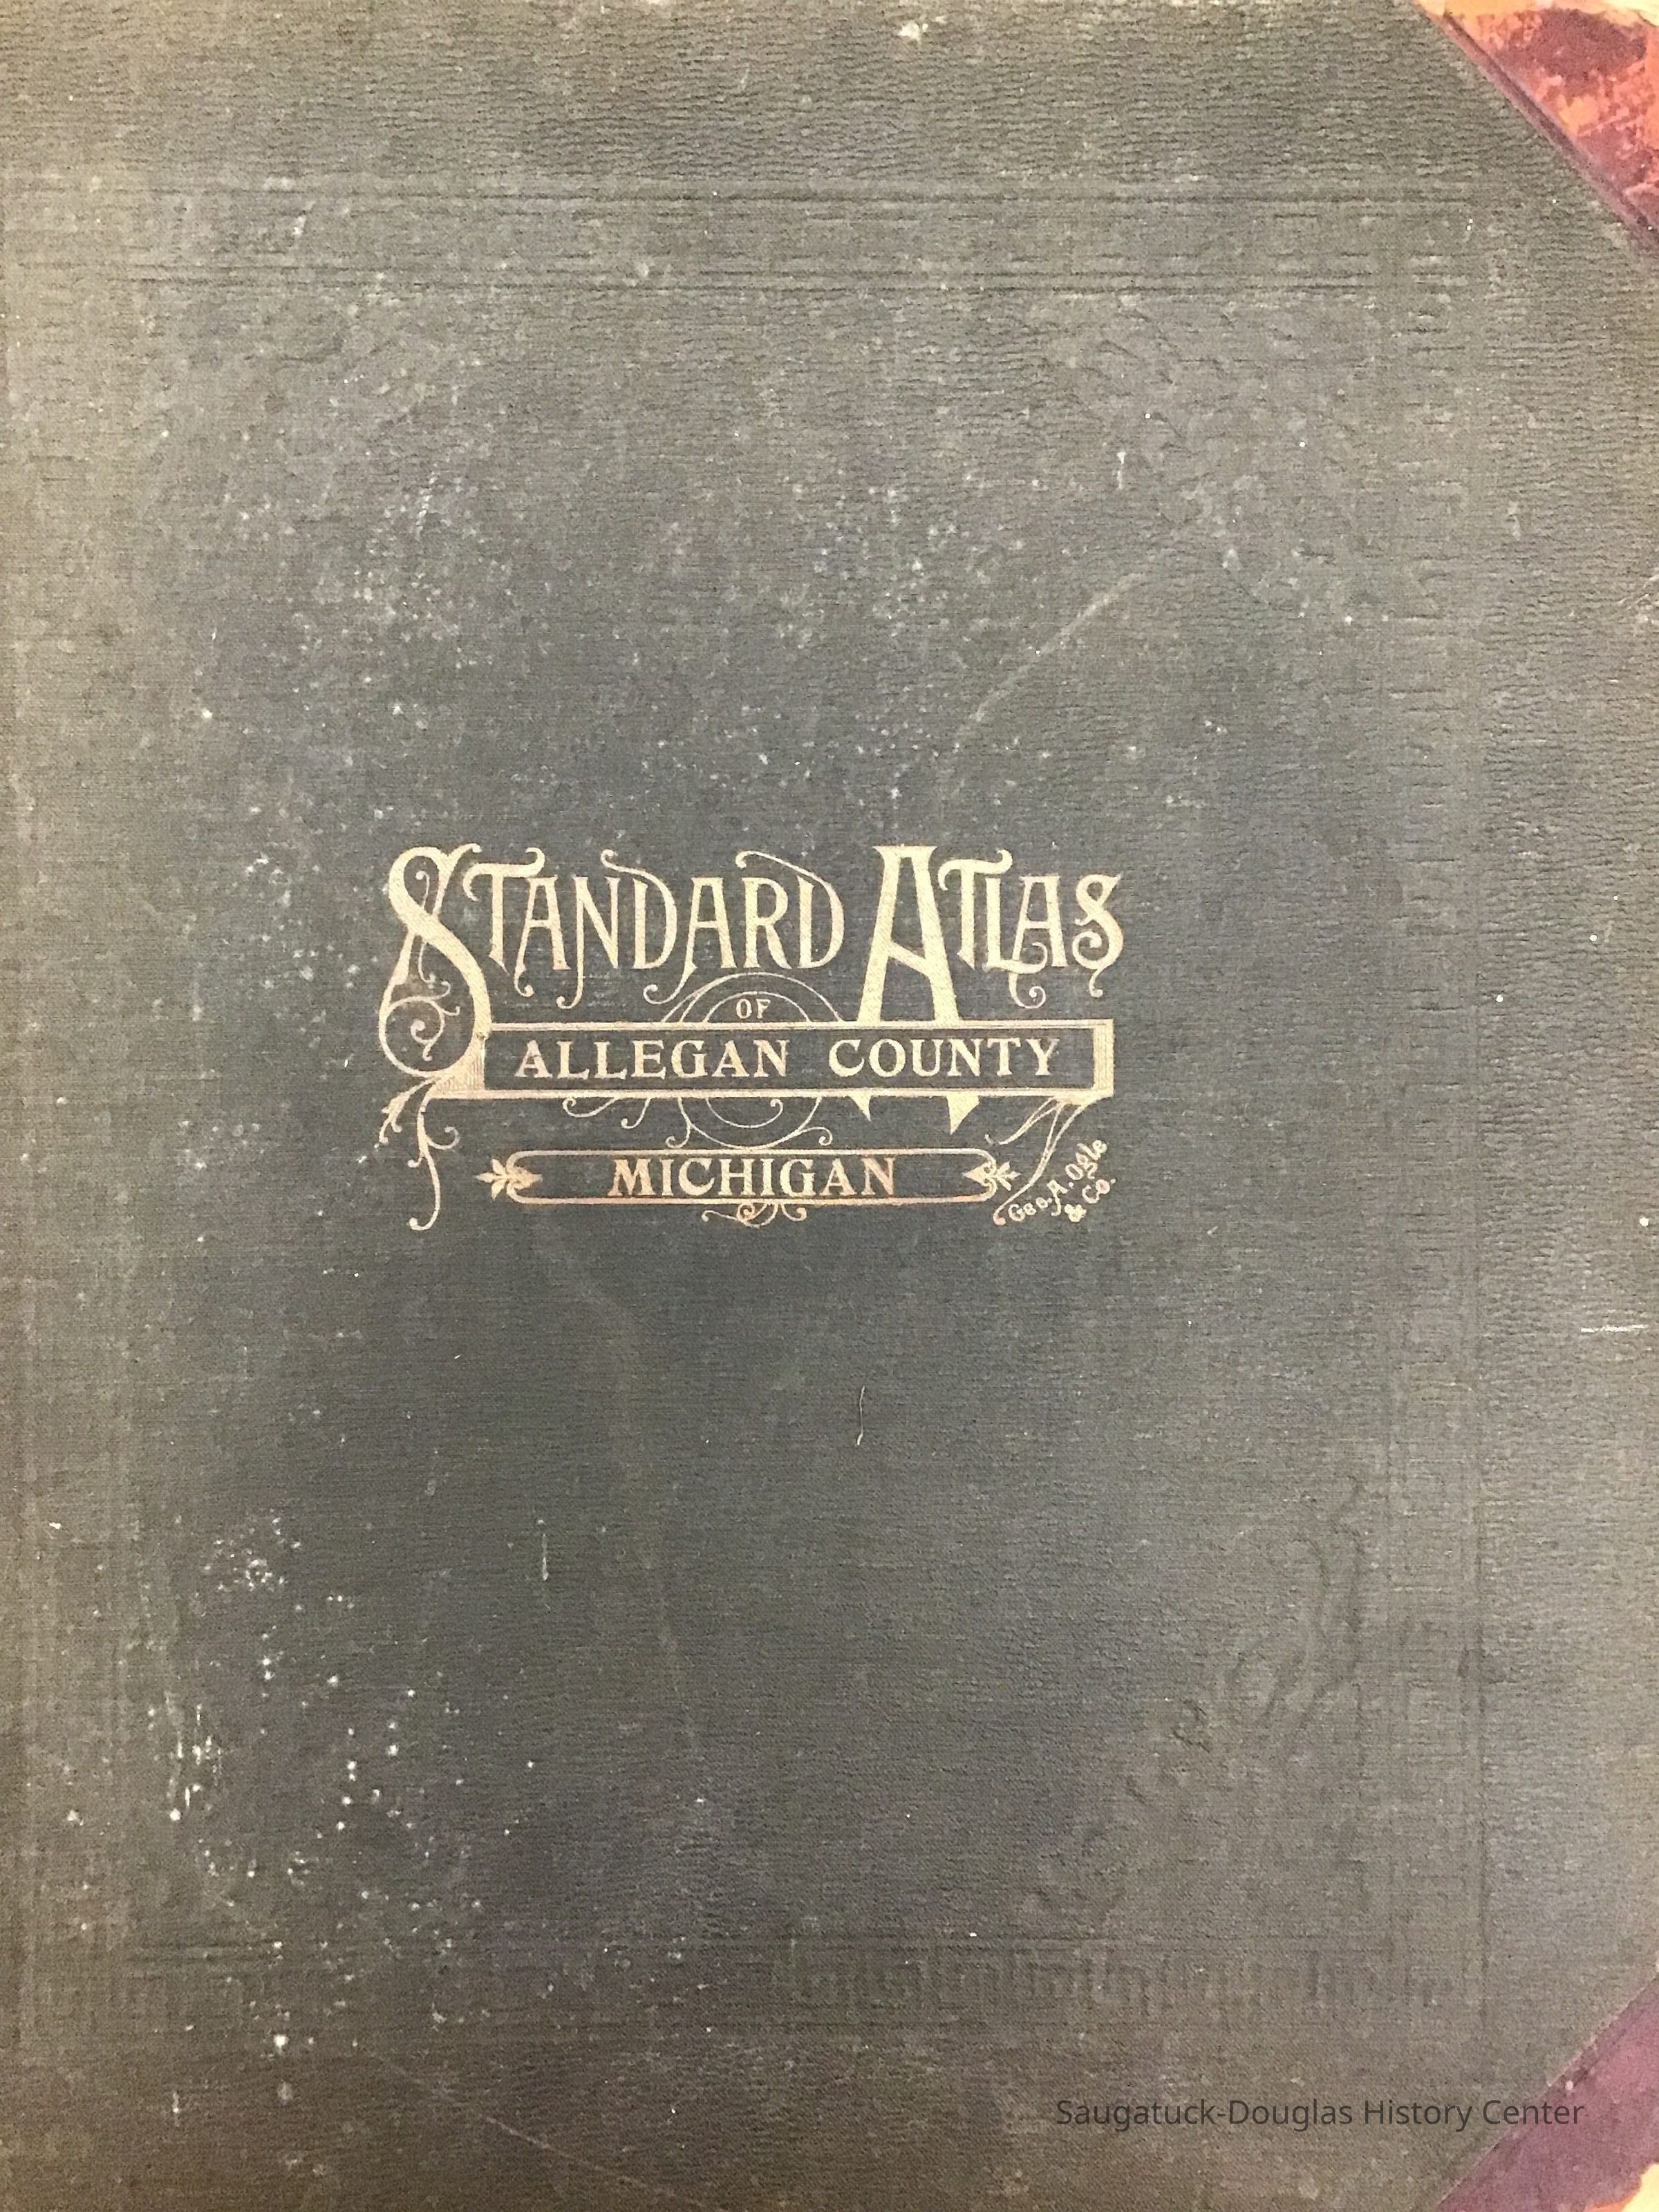 STANDARD ATLAS
OF
ALLEGAN COUNTY
MICHIGAN
Geo. A. Ogle
& Co.
Saugatuck-Douglas History Center